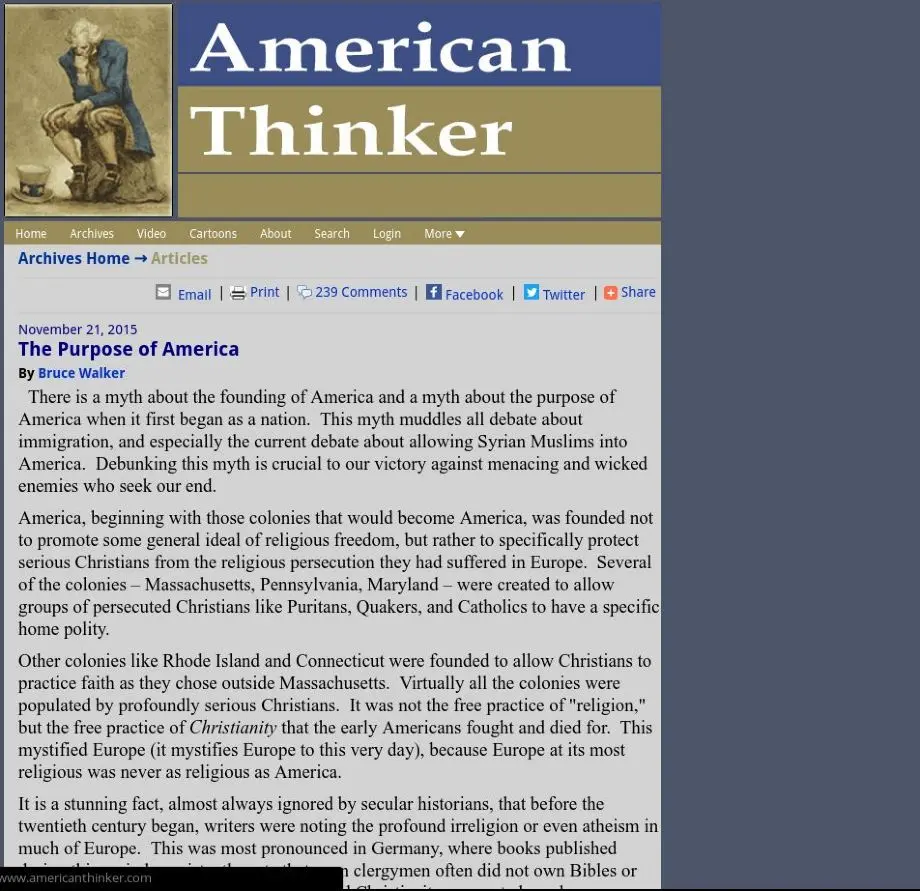 American
Thinker
Home Archives Video Cartoons About Search Login More
Archives Home → Articles
Email | Print | 239 Comments | Facebook | Twitter | Share
November 21, 2015
The Purpose of America
By Bruce Walker
There is a myth about the founding of America and a myth about the purpose of
America when it first began as a nation.  This myth muddles all debate about
immigration, and especially the current debate about allowing Syrian Muslims into
America.  Debunking this myth is crucial to our victory against menacing and wicked
enemies who seek our end.
America, beginning with those colonies that would become America, was founded not
to promote some general ideal of religious freedom, but rather to specifically protect
serious Christians from the religious persecution they had suffered in Europe.  Several
of the colonies – Massachusetts, Pennsylvania, Maryland – were created to allow
groups of persecuted Christians like Puritans, Quakers, and Catholics to have a specific
home polity.
Other colonies like Rhode Island and Connecticut were founded to allow Christians to
practice faith as they chose outside Massachusetts.  Virtually all the colonies were
populated by profoundly serious Christians.  It was not the free practice of "religion,"
but the free practice of Christianity that the early Americans fought and died for.  This
mystified Europe (it mystifies Europe to this very day), because Europe at its most
religious was never as religious as America.
It is a stunning fact, almost always ignored by secular historians, that before the
twentieth century began, writers were noting the profound irreligion or even atheism in
much of Europe.  This was most pronounced in Germany, where books published
clergymen often did not own Bibles or
www.americanthinker.com